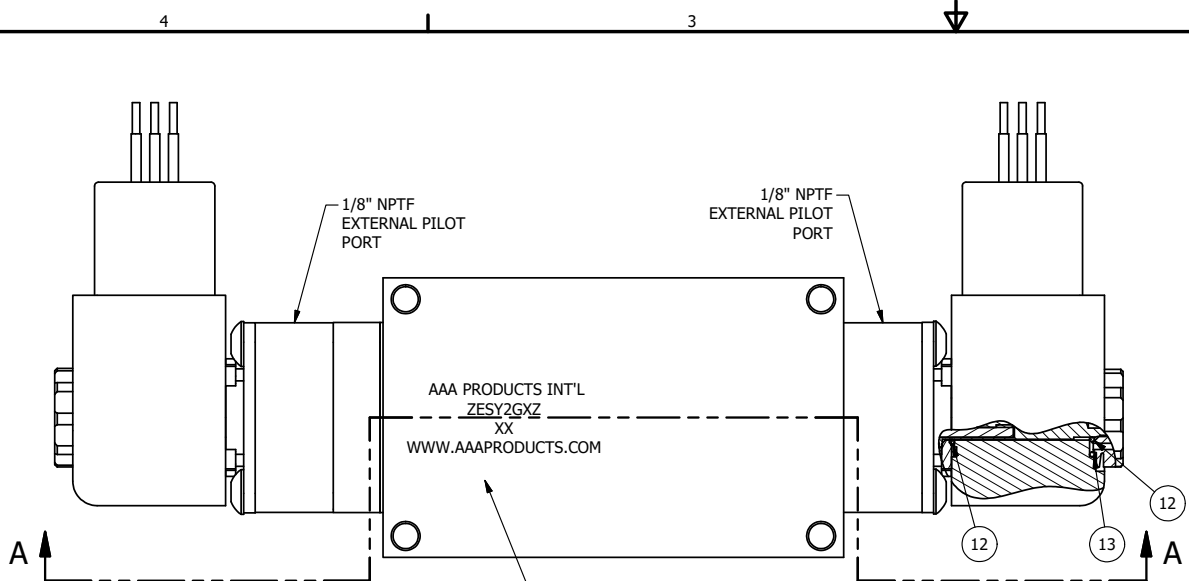 4
3
1/8" NPTF
EXTERNAL PILOT
PORT
1/8" NPTF
EXTERNAL PILOT
PORT
AAA PRODUCTS INT'L
ZESY2GXZ
XX
WWW.AAAPRODUCTS.COM
12
12
13
A
A